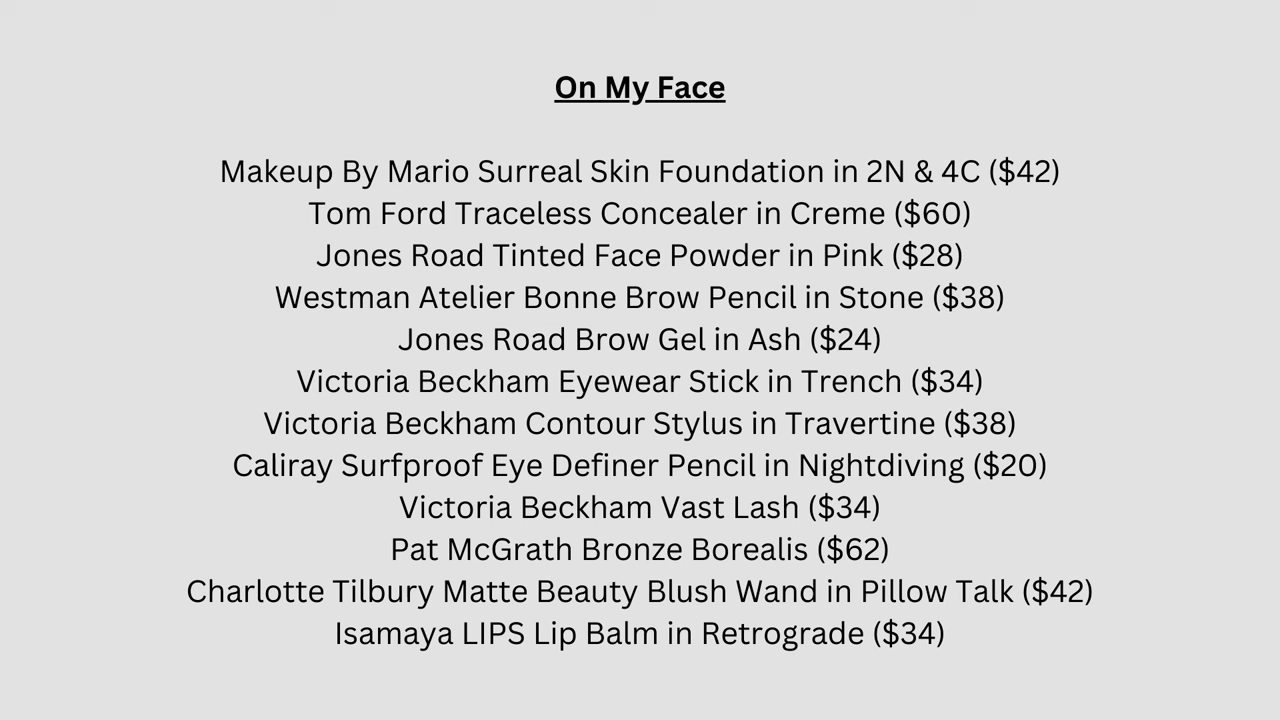 On My Face
Makeup By Mario Surreal Skin Foundation in 2N & 4C ($42)
Tom Ford Traceless Concealer in Creme ($60)
Jones Road Tinted Face Powder in Pink ($28)
Westman Atelier Bonne Brow Pencil in Stone ($38)
Jones Road Brow Gel in Ash ($24)
Victoria Beckham Eyewear Stick in Trench ($34)
Victoria Beckham Contour Stylus in Travertine ($38)
Caliray Surfproof Eye Definer Pencil in Nightdiving ($20)
Victoria Beckham Vast Lash ($34)
Pat McGrath Bronze Borealis ($62)
Charlotte Tilbury Matte Beauty Blush Wand in Pillow Talk ($42)
Isamaya LIPS Lip Balm in Retrograde ($34)